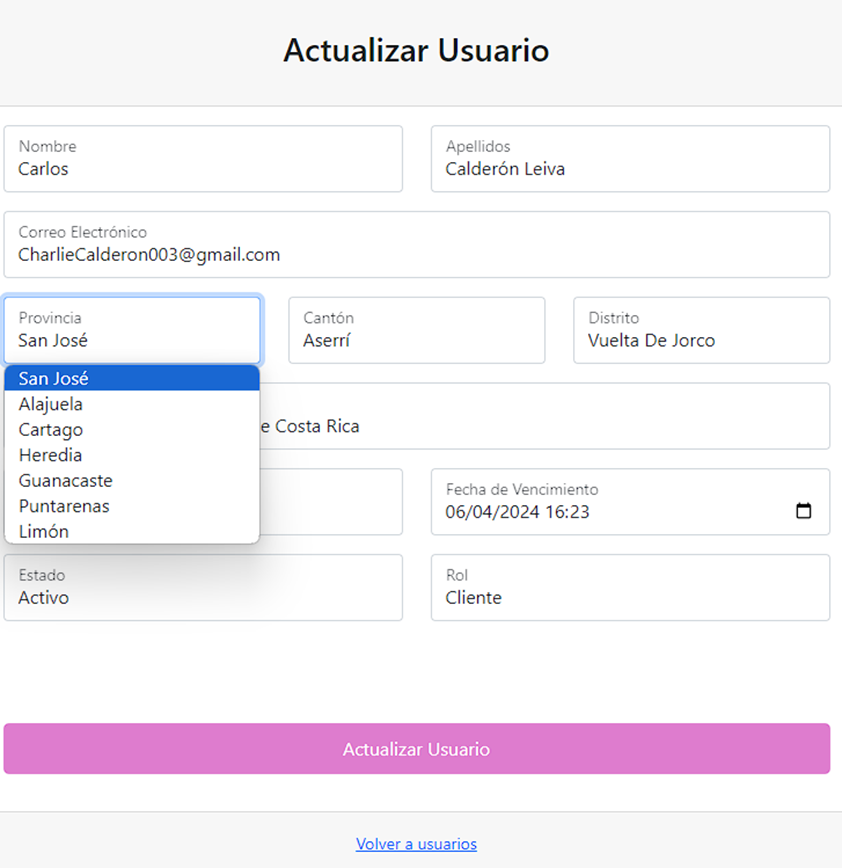 Actualizar Usuario
Nombre
Carlos
Apellidos
Calderón Leiva
Correo Electrónico
CharlieCalderon003@gmail.com
Provincia
San José
Cantón
Aserrí
Distrito
Vuelta De Jorco
San José
Alajuela
Cartago
Heredia
Guanacaste
Puntarenas
Limón
e Costa Rica
Fecha de Vencimiento
06/04/2024 16:23
Estado
Activo
Rol
Cliente
Actualizar Usuario
Volver a usuarios